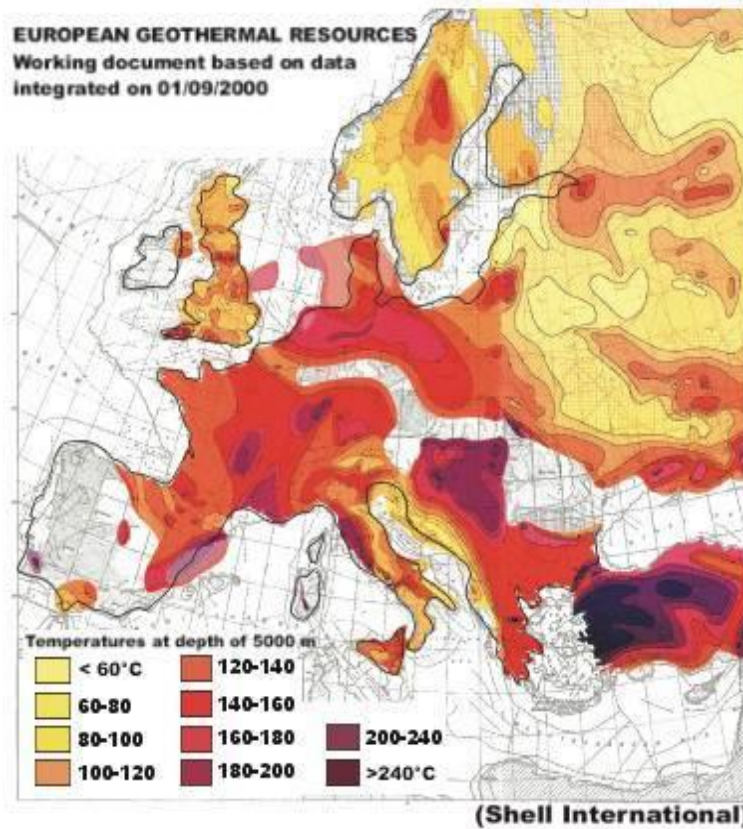 EUROPEAN GEOTHERMAL RESOURCES
Working document based on data
integrated on 01/09/2000
Temperatures at depth of 5000 m
< 60°C
60-80
80-100
100-120
120-140
140-160
160-180
180-200
200-240
>240°C
(Shell International)